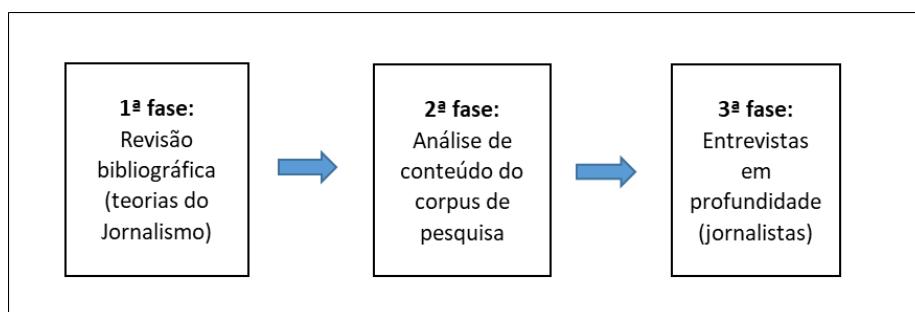 1ª fase:
Revisão
bibliográfica
(teorias do
Jornalismo)
2ª fase:
Análise de
conteúdo do
corpus de
pesquisa
3ª fase:
Entrevistas
em
profundidade
(jornalistas)